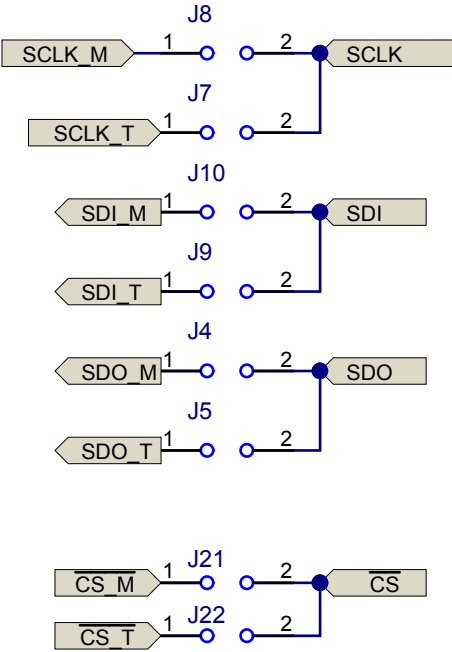 J8
SCLK_M 1 2 SCLK
J7
SCLK_T 1 2
J10
SDI_M 1 2 SDI
J9
SDI_T 1 2
J4
SDO_M 1 2 SDO
J5
SDO_T 1 2
J21
CS_M 1 2 CS
J22
CS_T 1 2